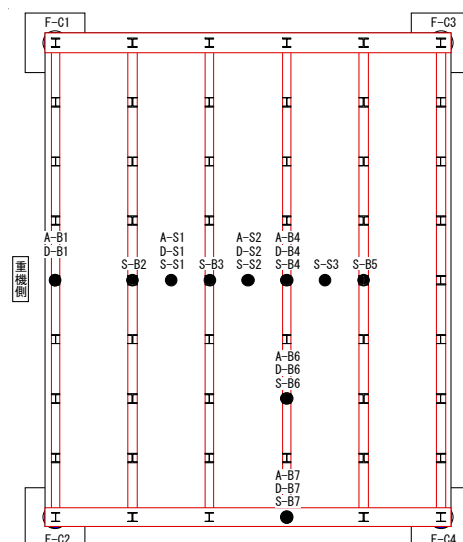 F-C1
F-C3
A-B1
D-B1
S-B2
A-S1
D-S1
S-S1
S-B3
A-S2
D-S2
S-S2
A-B4
D-B4
S-B4
S-S3
S-B5
重機側
A-B6
D-B6
S-B6
A-B7
D-B7
S-B7
F-C2
F-C4